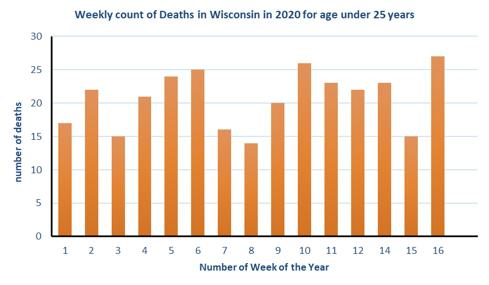 Weekly count of Deaths in Wisconsin in 2020 for age under 25 years
30
25
20
15
10
5
0
number of deaths
1 2 3 4 5 6 7 8 9 10 11 12 14 15 16
Number of Week of the Year